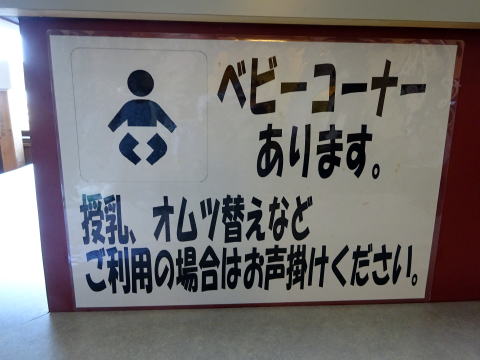 ベビーコーナー
あります。
授乳、オムツ替えなど
ご利用の場合はお声掛けください。